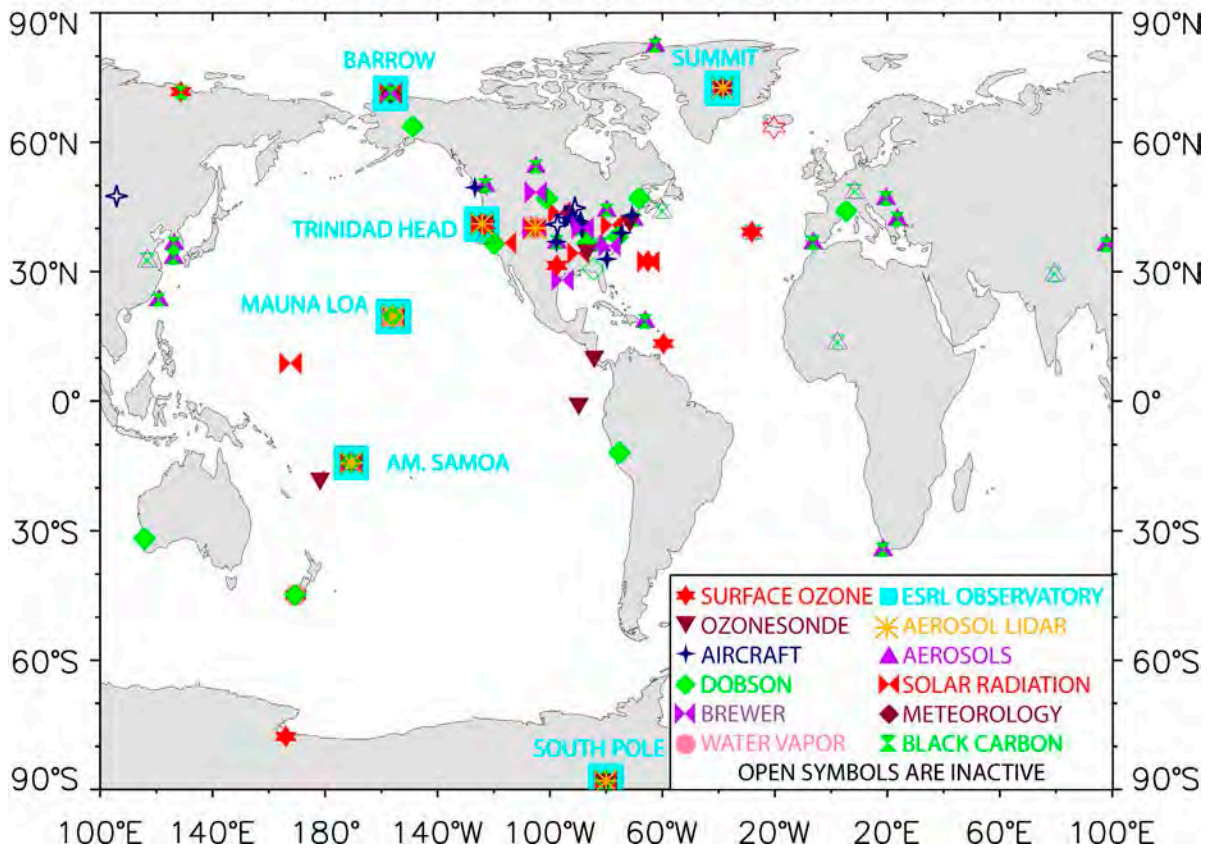 90°N 90°N
BARROW SUMMIT
60°N 60°N
TRINIDAD HEAD
30°N 30°N
MAUNA LOA
0° 0°
AM. SAMOA
30°S 30°S
SURFACE OZONE ESRL OBSERVATORY
OZONESONDE AEROSOL LIDAR
AIRCRAFT AEROSOLS
60°S 60°S
DOBSON SOLAR RADIATION
BREWER METEOROLOGY
SOUTH POLE WATER VAPOR BLACK CARBON
OPEN SYMBOLS ARE INACTIVE
90°S 90°S
100°E 140°E 180° 140°W 100°W 60°W 20°W 20°E 60°E 100°E